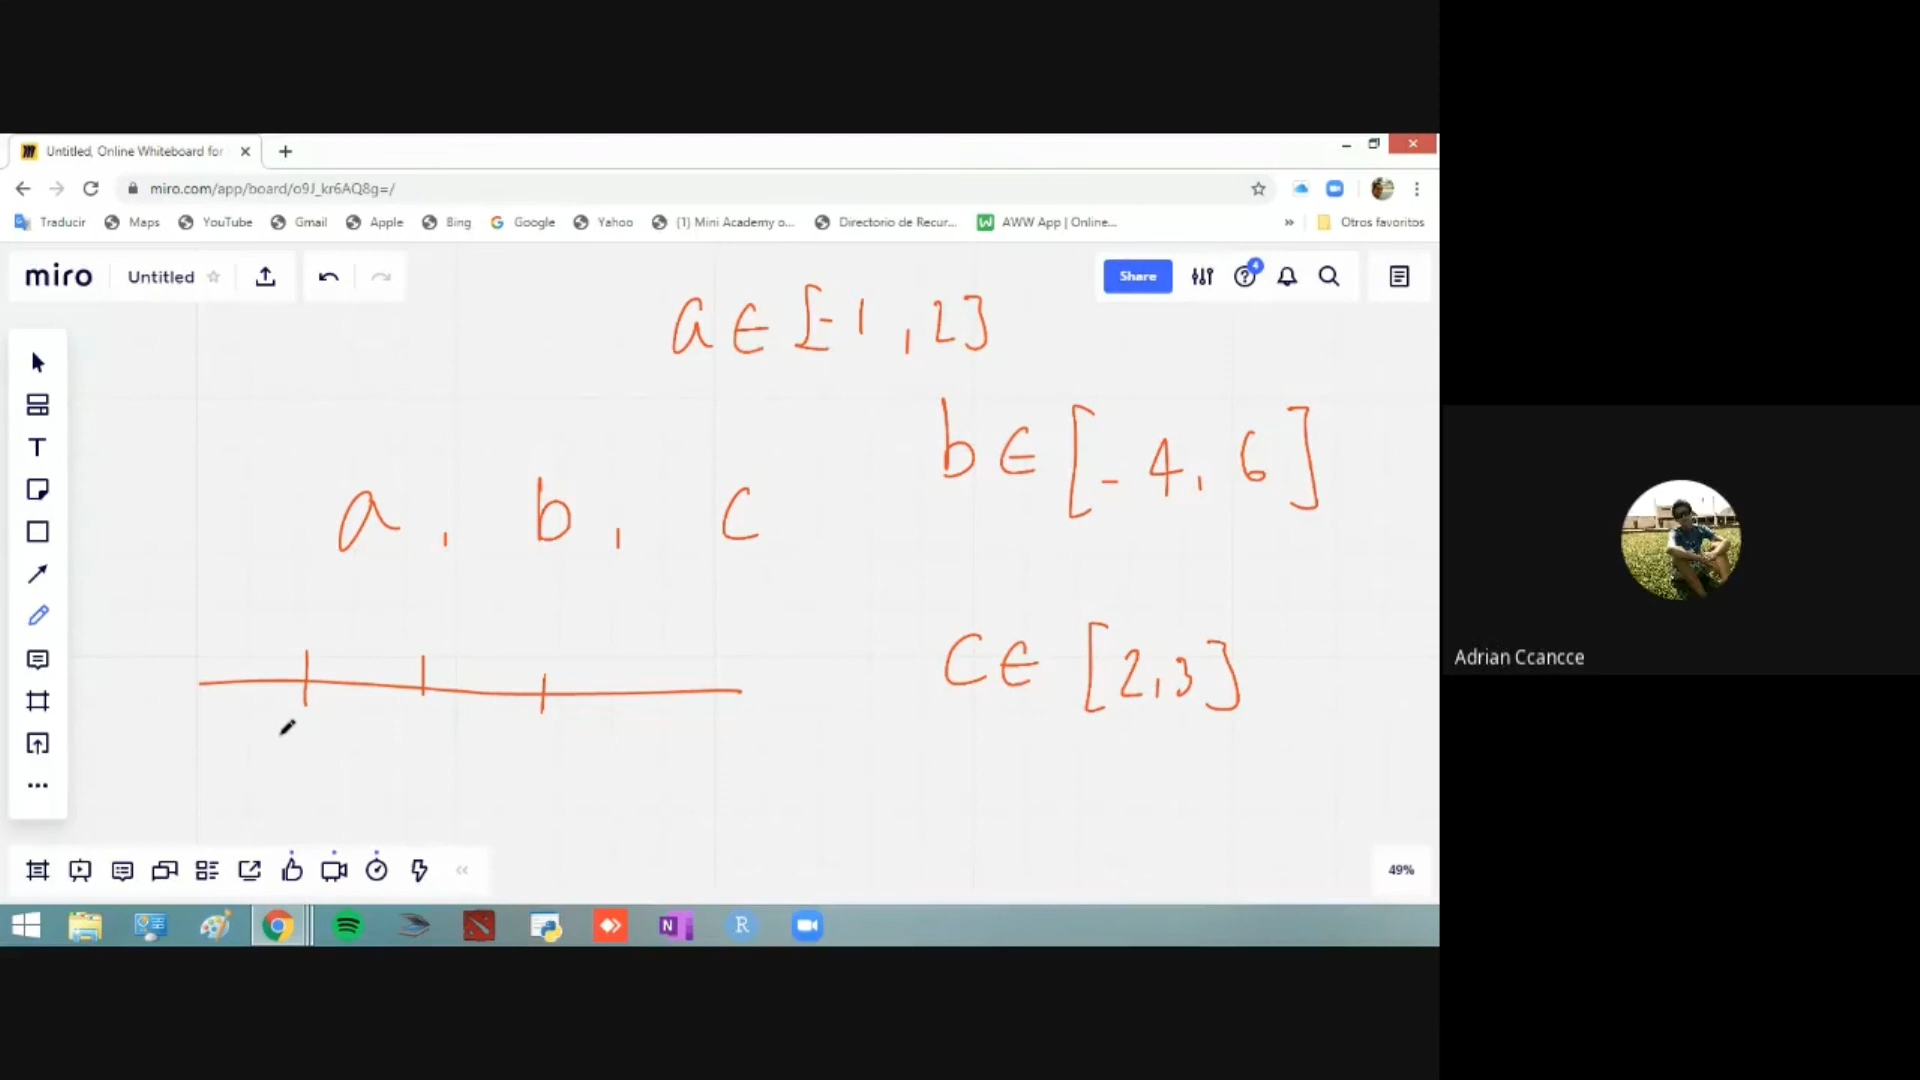 Untitled, Online Whiteboard for
miro.com/app/board/o9J_kr6AQ8g=/
Traducir Maps YouTube Gmail Apple Bing Google Yahoo (1) Mini Academy o... Directorio de Recur... AWW App | Online... » Otros favoritos
miro Untitled Share 4
a ∈ [-1, 2]
b ∈ [-4, 6]
a, b, c
c ∈ [2,3]
Adrian Ccancce
49%